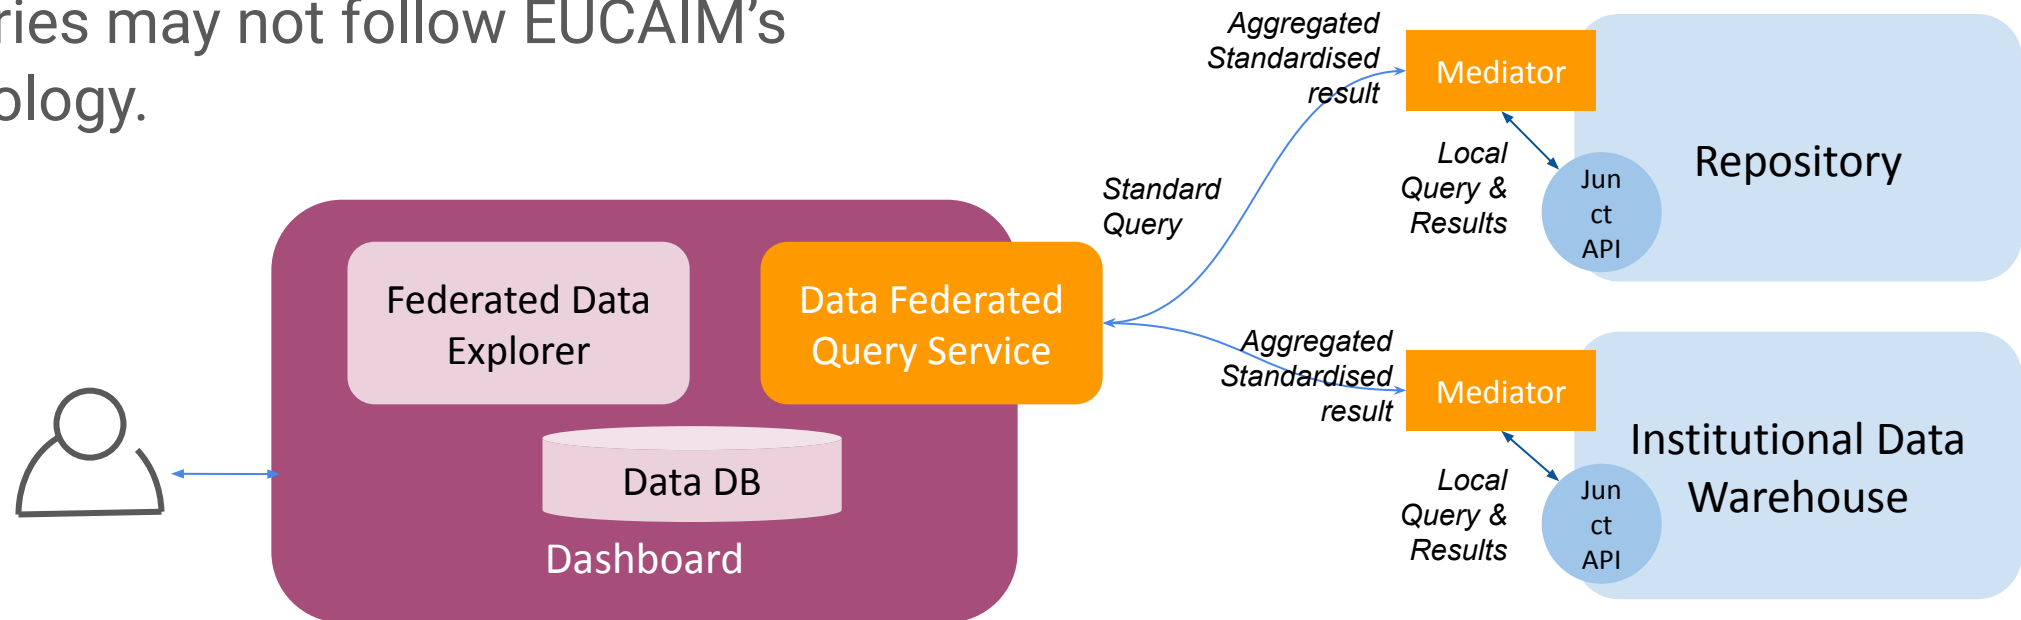 ries may not follow EUCAIM's
ology.
Aggregated
Standardised
result
Mediator
Local
Query &
Results
Jun
ct
API
Repository
Standard
Query
Federated Data
Explorer
Data Federated
Query Service
Data DB
Dashboard
Aggregated
Standardised
result
Mediator
Local
Query &
Results
Jun
ct
API
Institutional Data
Warehouse